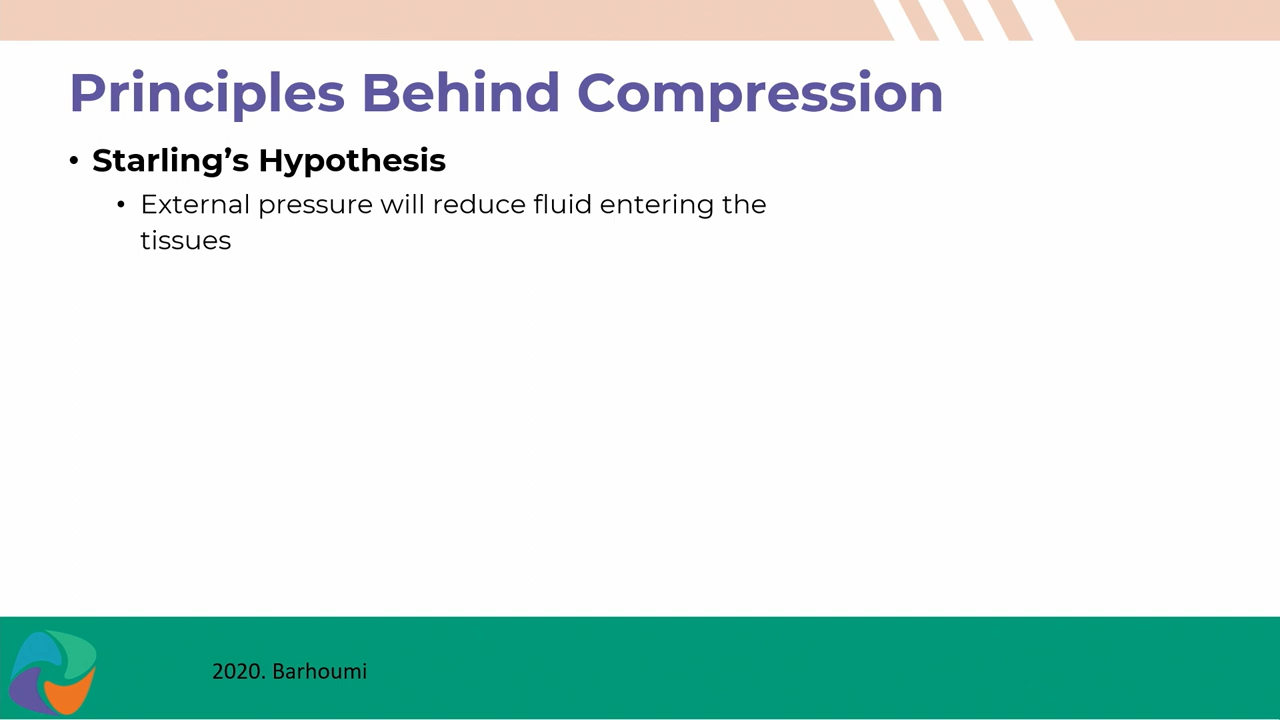 Principles Behind Compression
• Starling’s Hypothesis
• External pressure will reduce fluid entering the
tissues
2020. Barhoumi